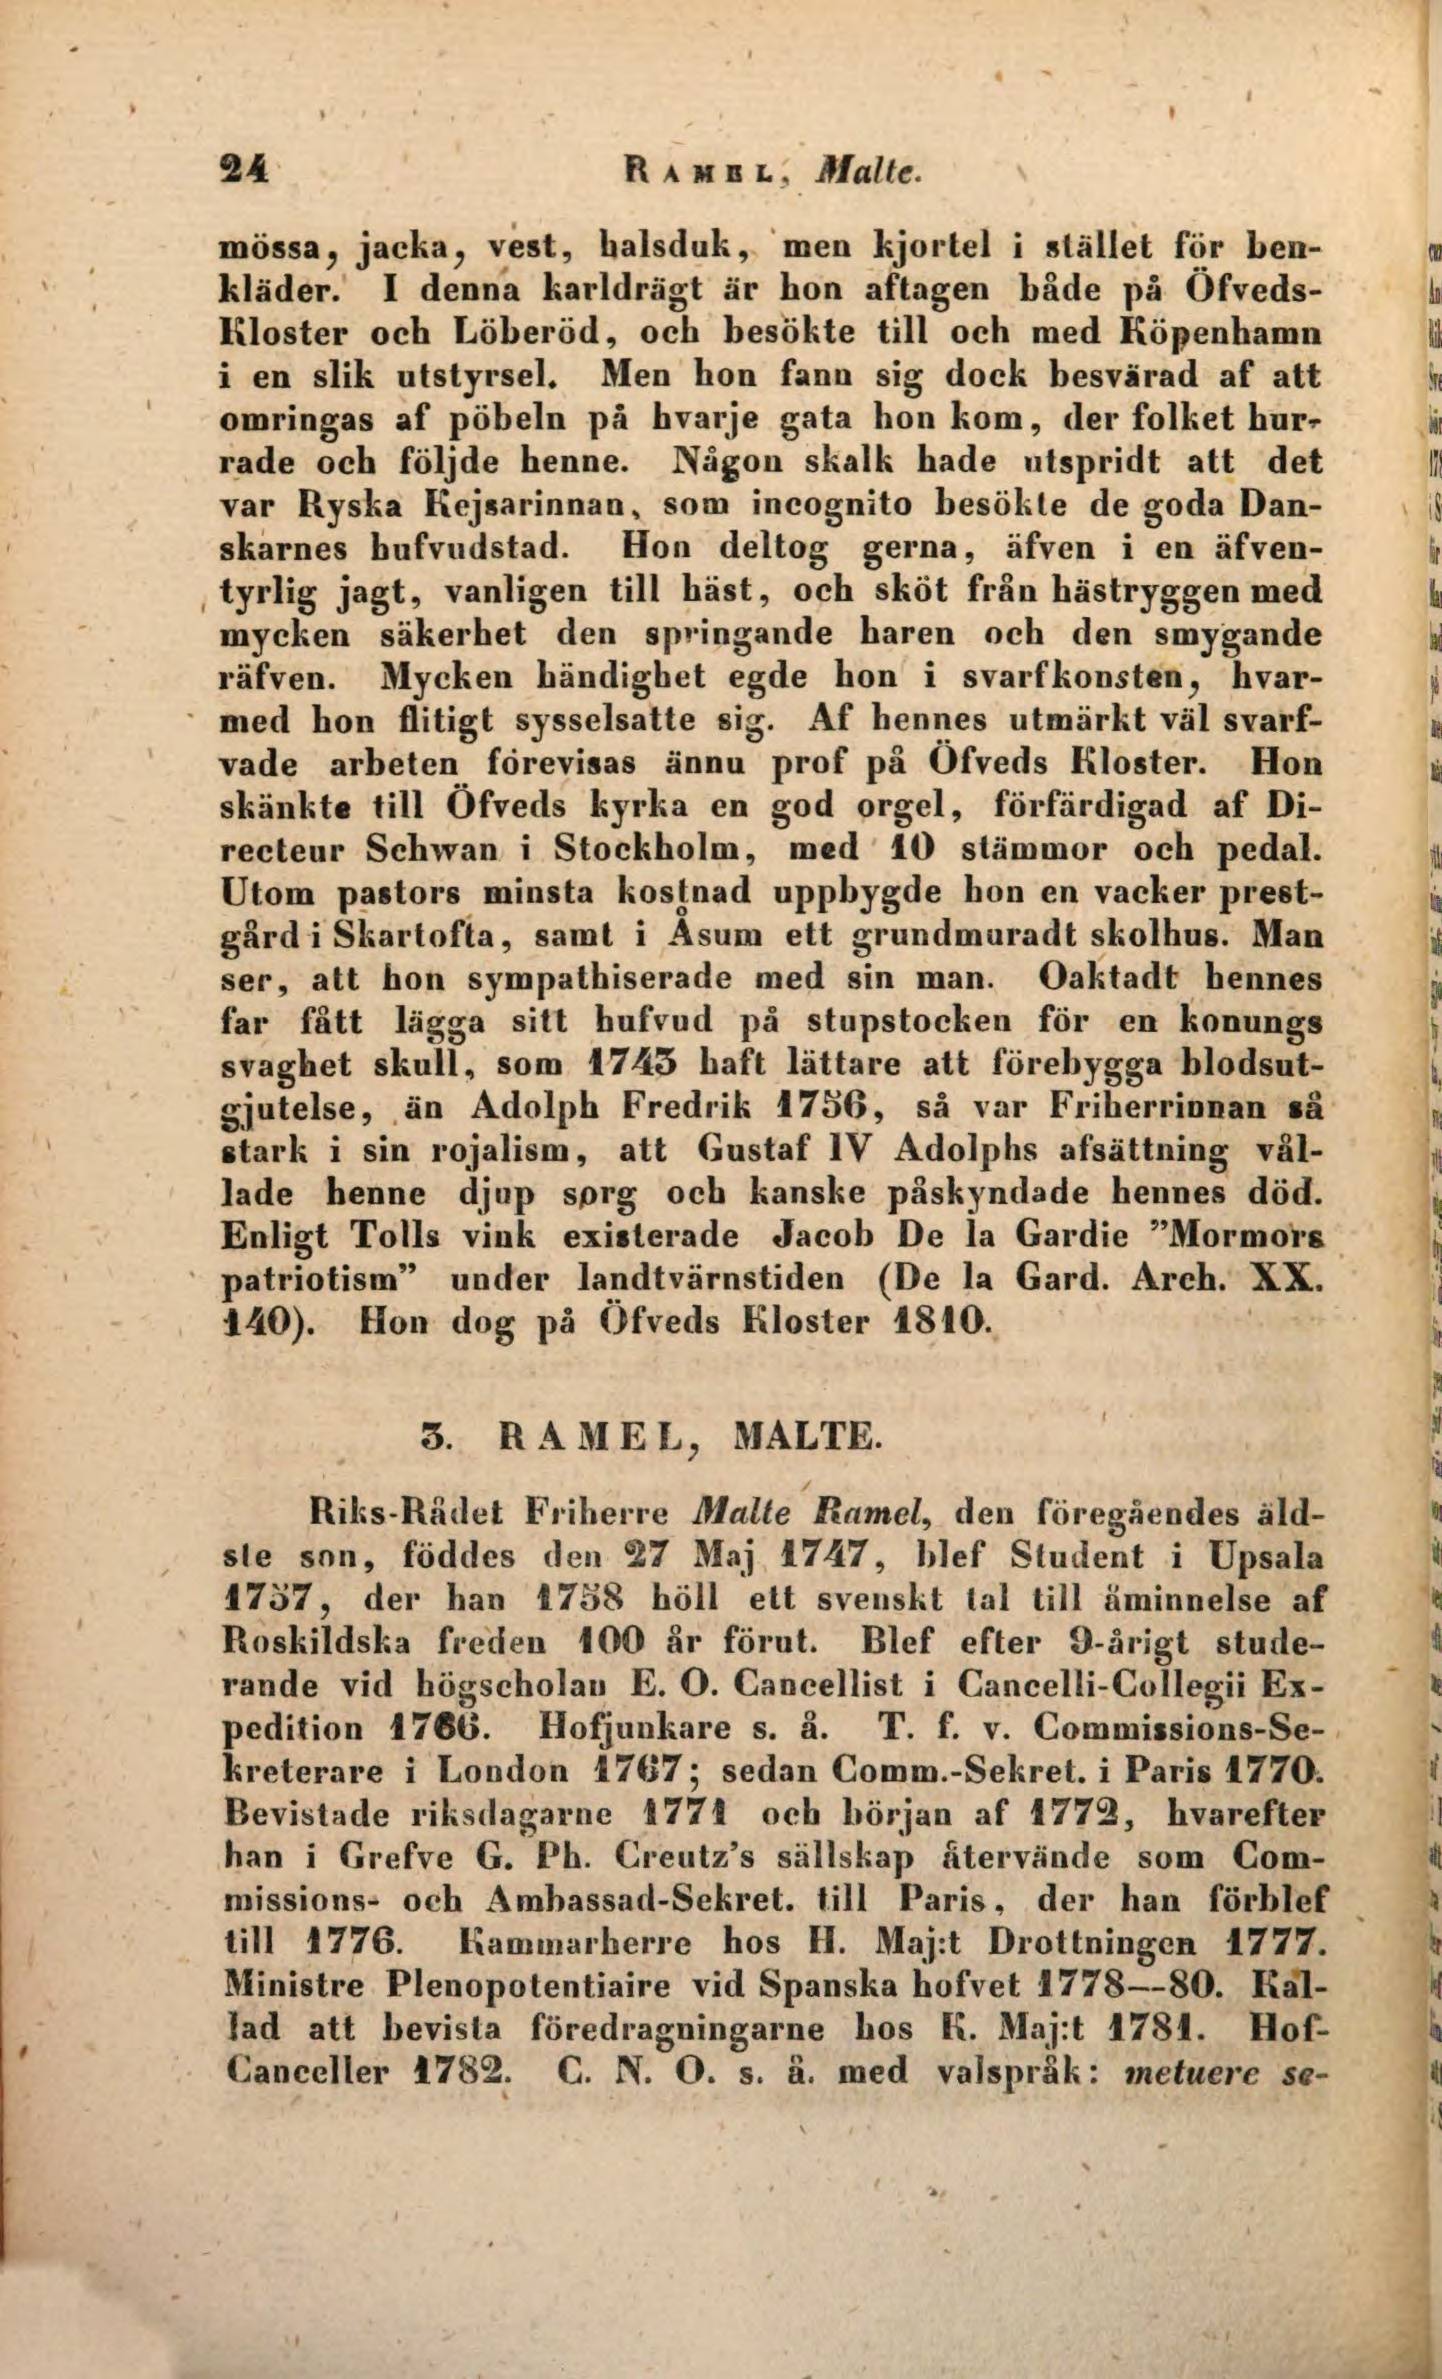 24 RAMEL, Malte.
mössa, jacka, vest, halsduk, men kjortel i stället för ben-
kläder. I denna karldrägt är hon aftagen både på Öfveds-
Kloster och Löberöd, och besökte till och med Köpenhamn
i en slik utstyrsel. Men hon fann sig dock besvärad af att
omringas af pöbeln på hvarje gata hon kom, der folket hur-
rade och följde henne. Någon skalk hade utspridt att det
var Ryska Kejsarinnan, som incognito besökte de goda Dan-
skarnes hufvudstad. Hon deltog gerna, äfven i en äfven-
tyrlig jagt, vanligen till häst, och sköt från hästryggen med
mycken säkerhet den springande haren och den smygande
räfven. Mycken händighet egde hon i svarfkonsten, hvar-
med hon flitigt sysselsatte sig. Af hennes utmärkt väl svarf-
vade arbeten förevisas ännu prof på Öfveds Kloster. Hon
skänkte till Öfveds kyrka en god orgel, förfärdigad af Di-
recteur Schwan i Stockholm, med 10 stämmor och pedal.
Utom pastors minsta kostnad uppbygde hon en vacker prest-
gård i Skartofta, samt i Åsum ett grundmuradt skolhus. Man
ser, att hon sympathiserade med sin man. Oaktadt hennes
far fått lägga sitt hufvud på stupstocken för en konungs
svaghet skull, som 1743 haft lättare att förebygga blodsut-
gjutelse, än Adolph Fredrik 1756, så var Friherrinnan så
stark i sin rojalism, att Gustaf IV Adolphs afsättning vål-
lade henne djup sorg och kanske påskyndade hennes död.
Enligt Tolls vink existerade Jacob De la Gardie ”Mormors
patriotism” under landtvärnstiden (De la Gard. Arch. XX.
140). Hon dog på Öfveds Kloster 1810.
3. RAMEL, MALTE.
Riks-Rådet Friherre Malte Ramel, den föregåendes äld-
ste son, föddes den 27 Maj 1747, blef Student i Upsala
1757, der han 1758 höll ett svenskt tal till åminnelse af
Roskildska freden 100 år förut. Blef efter 9-årigt stude-
rande vid högscholan E. O. Cancellist i Cancelli-Collegii Ex-
pedition 1766. Hofjunkare s. å. T. f. v. Commissions-Se-
kreterare i London 1767; sedan Comm.-Sekret. i Paris 1770.
Bevistade riksdagarne 1771 och början af 1772, hvarefter
han i Grefve G. Ph. Creutz's sällskap återvände som Com-
missions- och Ambassad-Sekret. till Paris, der han förblef
till 1776. Kammarherre hos H. Maj:t Drottningen 1777.
Ministre Plenopotentiaire vid Spanska hofvet 1778—80. Kal-
lad att bevista föredragningarne hos K. Maj:t 1781. Hof-
Canceller 1782. C. N. O. s. å. med valspråk: metuere se-